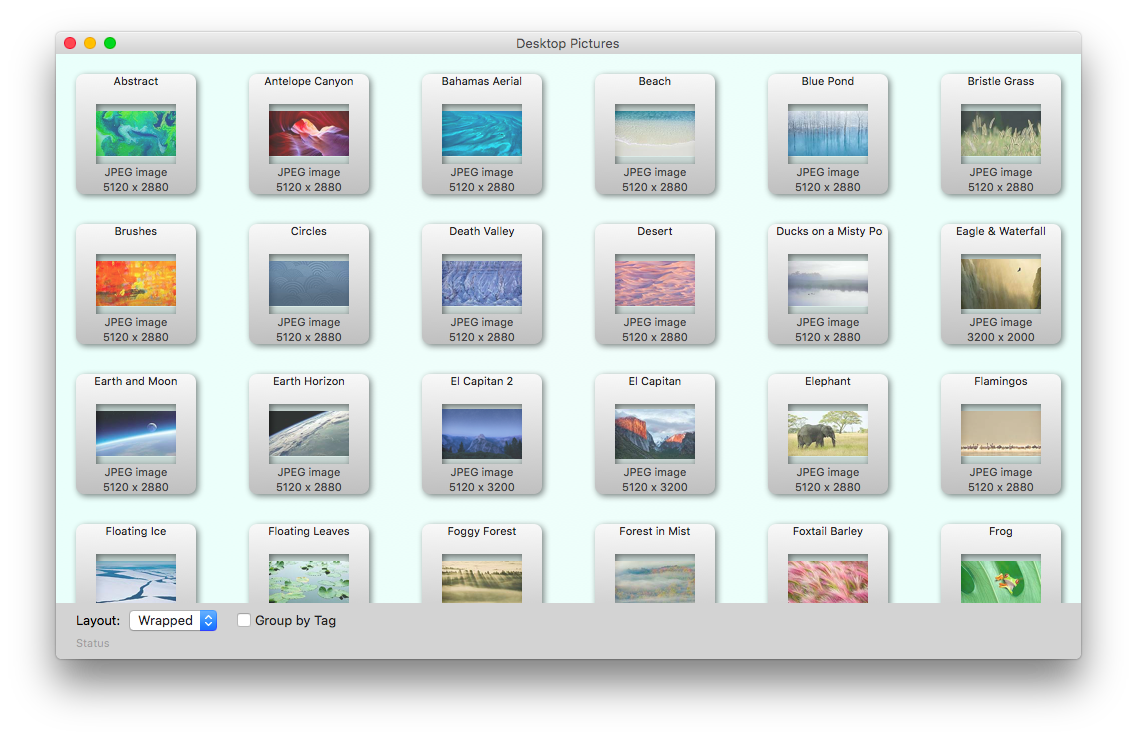 Desktop Pictures
Abstract
JPEG image
5120 x 2880
Antelope Canyon
JPEG image
5120 x 2880
Bahamas Aerial
JPEG image
5120 x 2880
Beach
JPEG image
5120 x 2880
Blue Pond
JPEG image
5120 x 2880
Bristle Grass
JPEG image
5120 x 2880
Brushes
JPEG image
5120 x 2880
Circles
JPEG image
5120 x 2880
Death Valley
JPEG image
5120 x 2880
Desert
JPEG image
5120 x 2880
Ducks on a Misty Po
JPEG image
5120 x 2880
Eagle & Waterfall
JPEG image
3200 x 2000
Earth and Moon
JPEG image
5120 x 2880
Earth Horizon
JPEG image
5120 x 2880
El Capitan 2
JPEG image
5120 x 3200
El Capitan
JPEG image
5120 x 3200
Elephant
JPEG image
5120 x 2880
Flamingos
JPEG image
5120 x 2880
Floating Ice
Floating Leaves
Foggy Forest
Forest in Mist
Foxtail Barley
Frog
Layout: Wrapped Group by Tag
Status